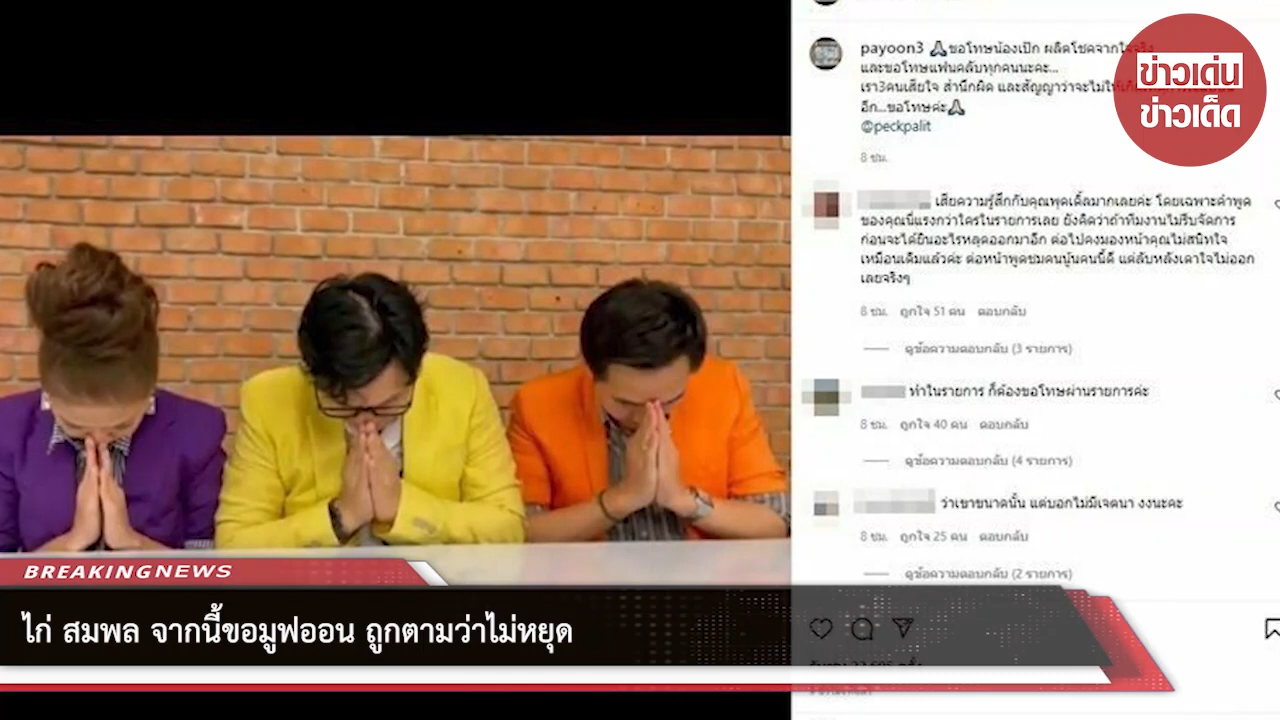 payoon3 🙏ขอโทษน้องเป๊ก ผลิตโชคจากใจจริง
และขอโทษแฟนคลับทุกคนนะคะ...
เรา3คนเสียใจ สำนึกผิด และสัญญาว่าจะไม่ให้
อีก...ขอโทษค่ะ🙏
@peckpalit
8 ชม.
ข่าวเด่น
ข่าวเด็ด
เสียความรู้สึกกับคุณพุดเดิ้ลมากเลยค่ะ โดยเฉพาะคำพูด
ของคุณนี่แรงกว่าใครในรายการเลย ยังคิดว่าถ้าทีมงานไม่รีบจัดการ
ก่อนจะได้ยินอะไรหลุดออกมาอีก ต่อไปคงมองหน้าคุณไม่สนิทใจ
เหมือนเดิมแล้วค่ะ ต่อหน้าพูดชมคนนู้นคนนี้ดี แต่ลับหลังเดาใจไม่ออก
เลยจริงๆ
8 ชม. ถูกใจ 51 คน ตอบกลับ
ดูข้อความตอบกลับ (3 รายการ)
ทำในรายการ ก็ต้องขอโทษผ่านรายการค่ะ
8 ชม. ถูกใจ 40 คน ตอบกลับ
ดูข้อความตอบกลับ (4 รายการ)
ว่าเขาขนาดนั้น แต่บอกไม่มีเจตนา งงนะคะ
8 ชม. ถูกใจ 25 คน ตอบกลับ
ดูข้อความตอบกลับ (2 รายการ)
BREAKING NEWS
ไก่ สมพล จากนี้ขอมูฟออน ถูกตามว่าไม่หยุด